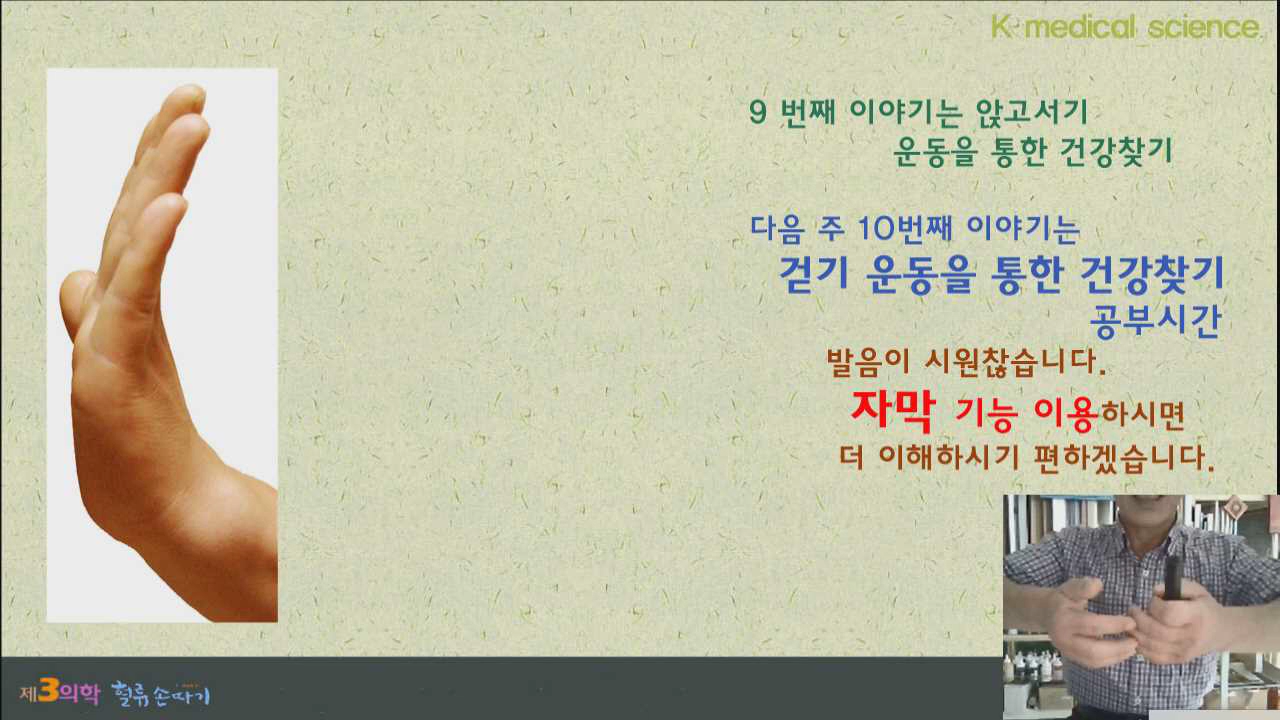 K medical science
9 번째 이야기는 앉고서기
운동을 통한 건강찾기
다음 주 10번째 이야기는
걷기 운동을 통한 건강찾기
공부시간
발음이 시원찮습니다.
자막 기능 이용하시면
더 이해하시기 편하겠습니다.
제3의학 혈류 손따기